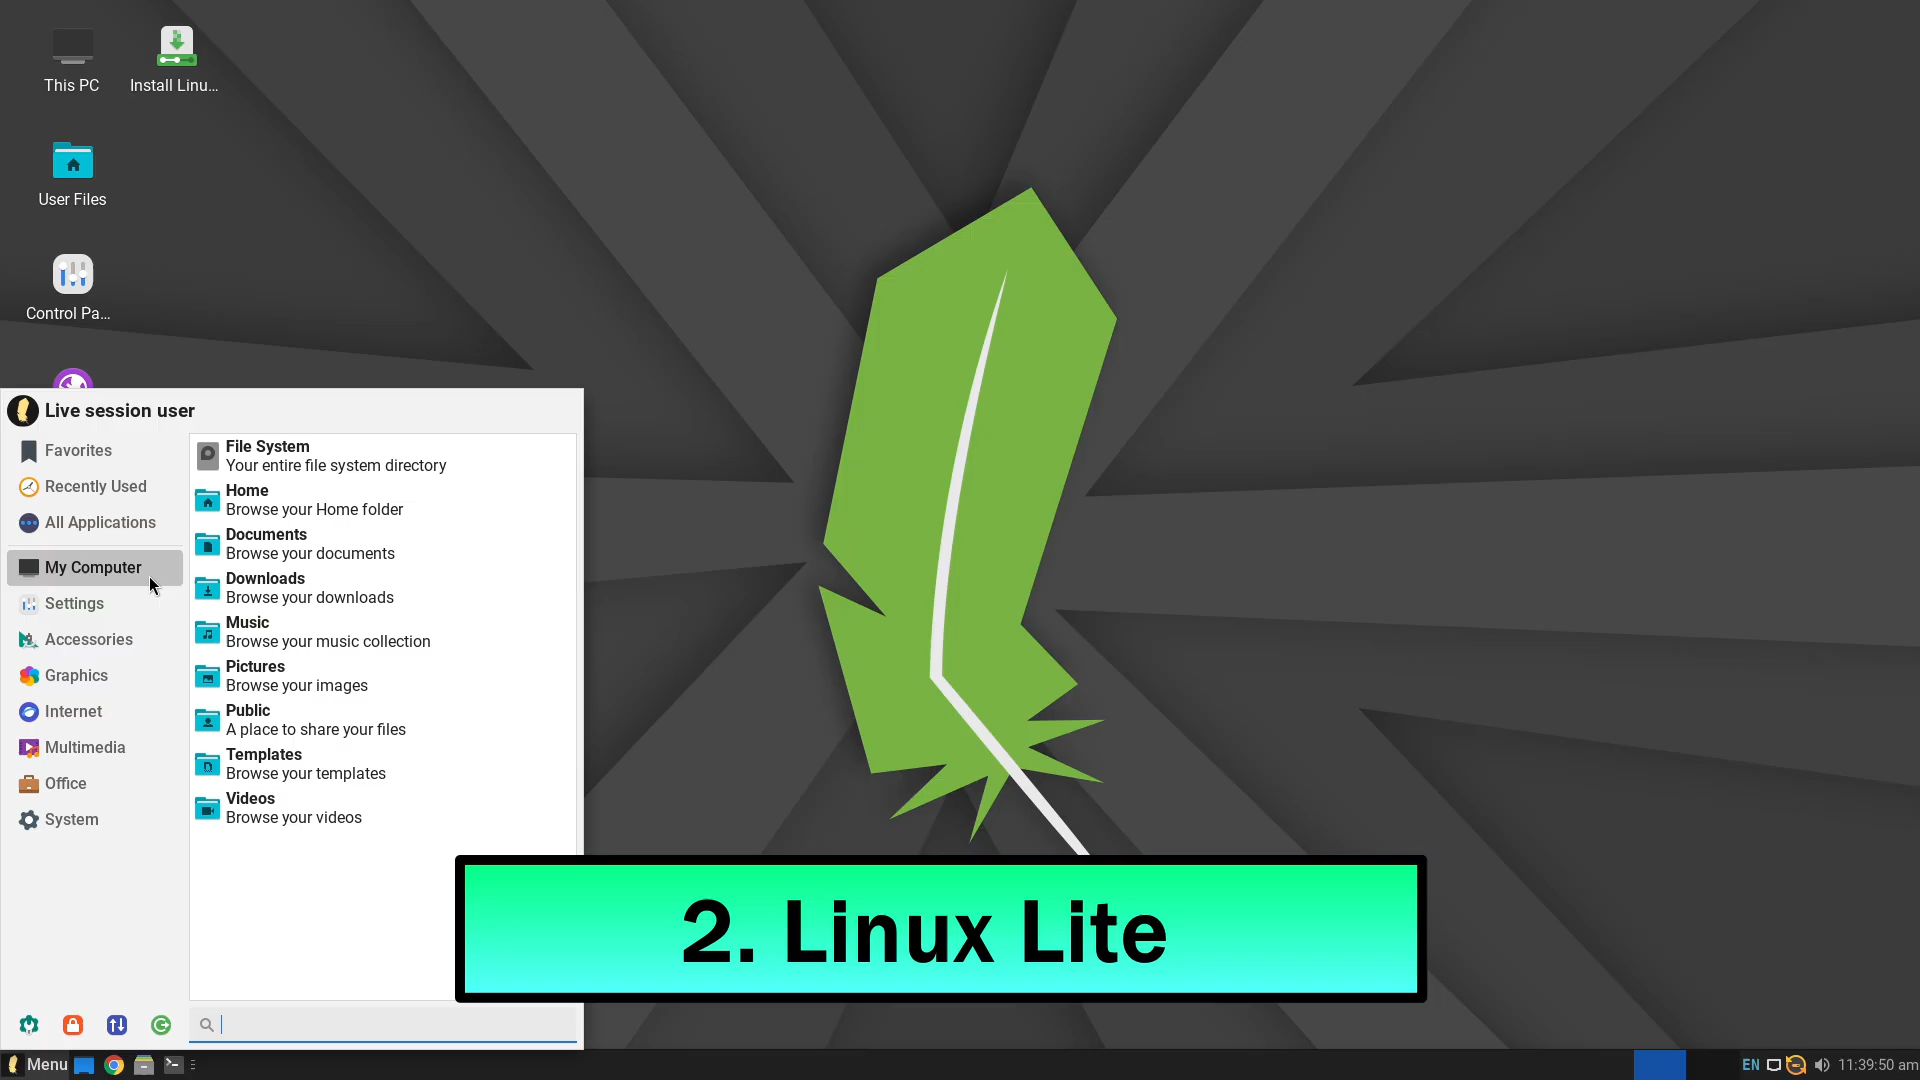 This PC
Install Linu...
User Files
Control Pa...
Live session user
Favorites
Recently Used
All Applications
My Computer
Settings
Accessories
Graphics
Internet
Multimedia
Office
System
File System
Your entire file system directory
Home
Browse your Home folder
Documents
Browse your documents
Downloads
Browse your downloads
Music
Browse your music collection
Pictures
Browse your images
Public
A place to share your files
Templates
Browse your templates
Videos
Browse your videos
2. Linux Lite
Menu
EN
11:39:50 am